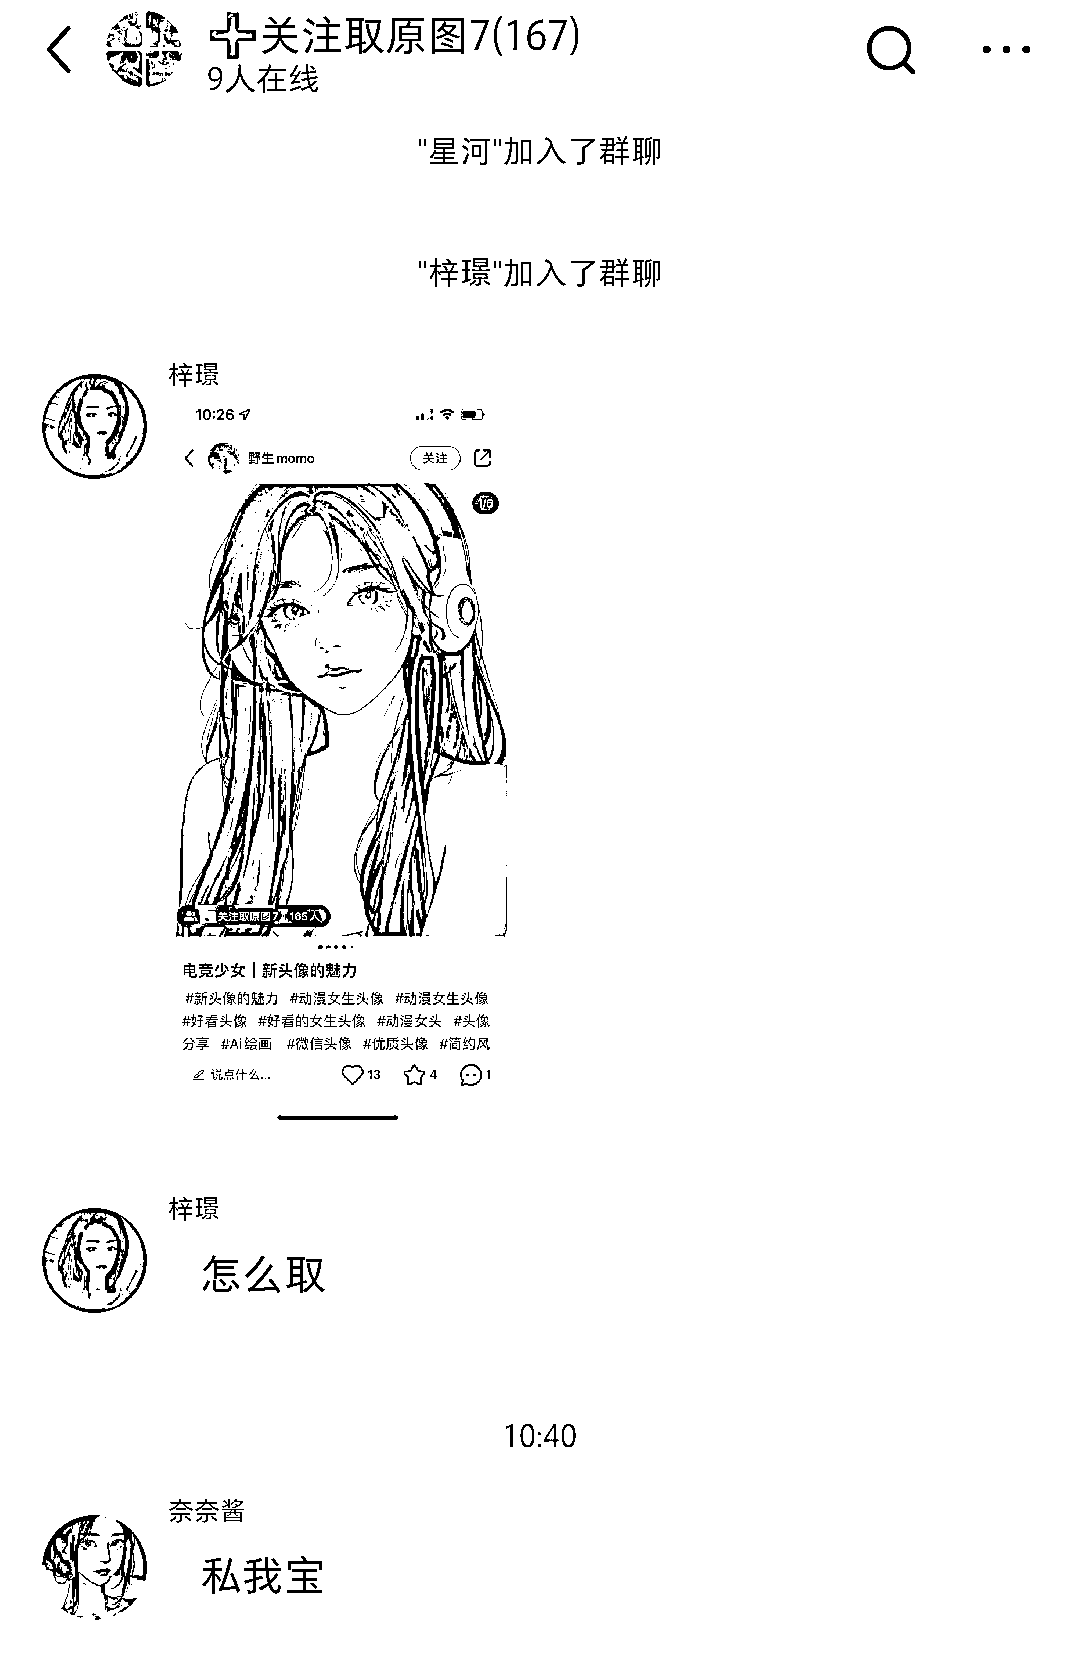 ➕关注取原图7(167)
9人在线
"星河"加入了群聊
"梓璟"加入了群聊
梓璟
10:26
野生momo
关注
1/5
关注取原图7
165人
电竞少女｜新头像的魅力
#新头像的魅力 #动漫女生头像 #动漫女生头像
#好看头像 #好看的女生头像 #动漫女头 #头像
分享 #Ai绘画 #微信头像 #优质头像 #简约风
说点什么...
13
4
1
梓璟
怎么取
10:40
奈奈酱
私我宝